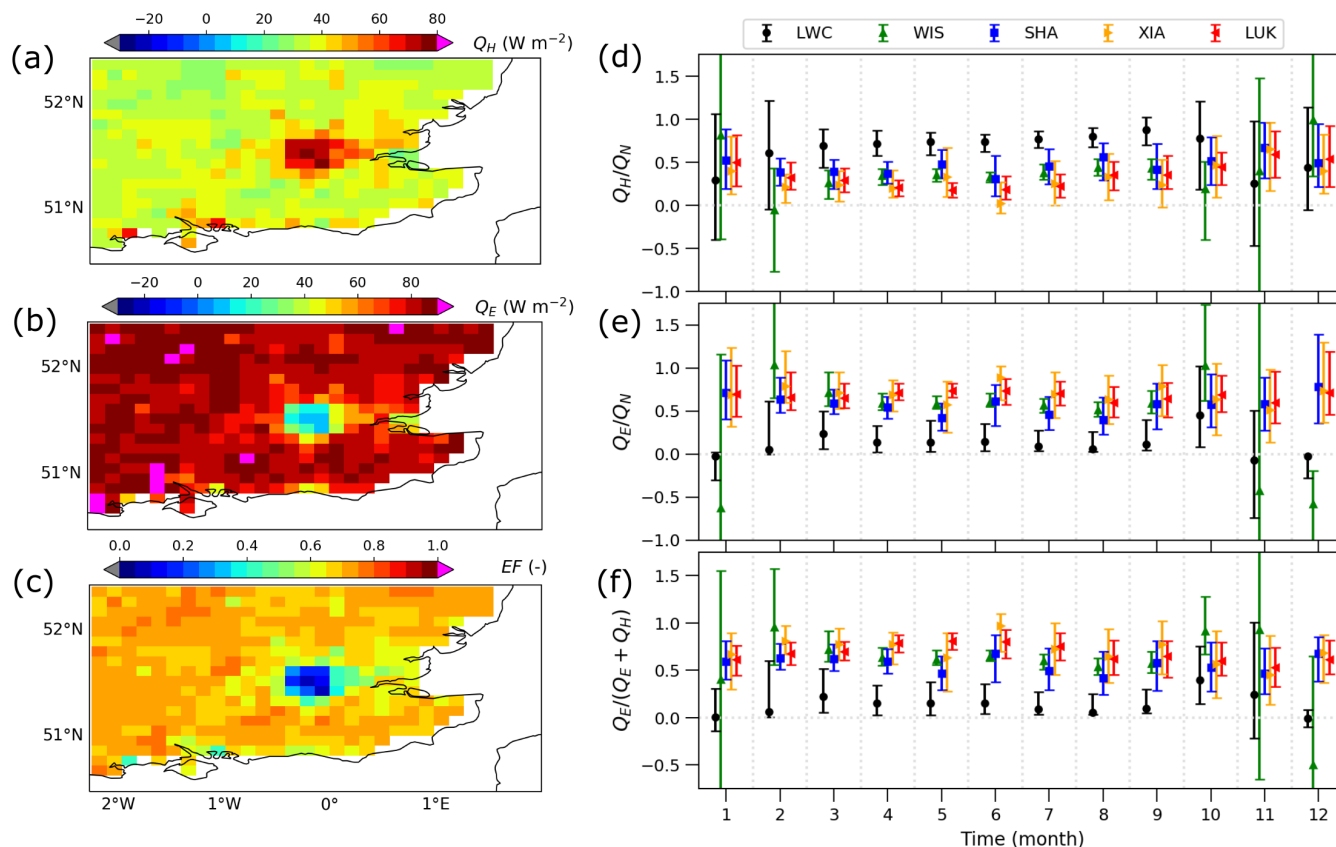 −20 0 20 40 60 80
(a)
Q_H (W m−2)
52°N
51°N
−20 0 20 40 60 80
(b)
Q_E (W m−2)
52°N
51°N
0.0 0.2 0.4 0.6 0.8 1.0
(c)
EF (-)
52°N
51°N
2°W 1°W 0° 1°E
LWC WIS SHA XIA LUK
(d)
Q_H/Q_N
1.5
1.0
0.5
0.0
−0.5
−1.0
(e)
Q_E/Q_N
1.5
1.0
0.5
0.0
−0.5
−1.0
(f)
Q_E/(Q_E + Q_H)
1.5
1.0
0.5
0.0
−0.5
1 2 3 4 5 6 7 8 9 10 11 12
Time (month)